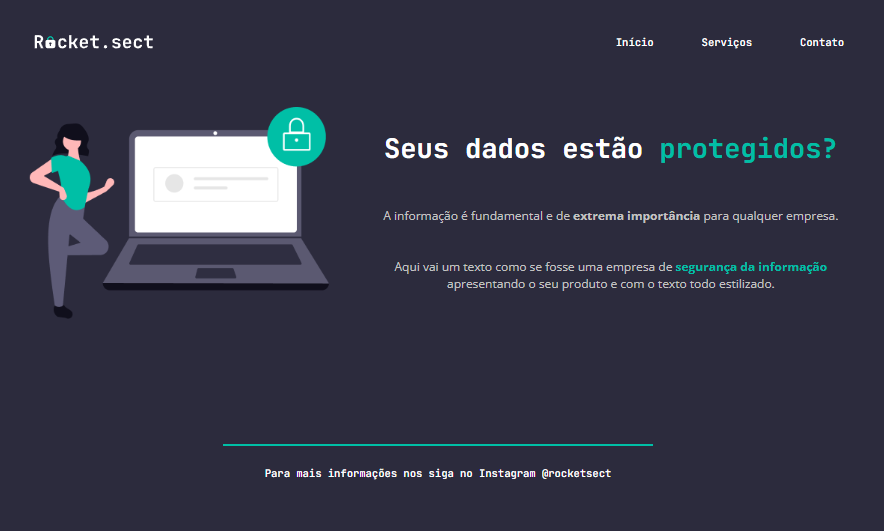 Rocket.sect
Início
Serviços
Contato
Seus dados estão protegidos?
A informação é fundamental e de extrema importância para qualquer empresa.
Aqui vai um texto como se fosse uma empresa de segurança da informação
apresentando o seu produto e com o texto todo estilizado.
Para mais informações nos siga no Instagram @rocketsect